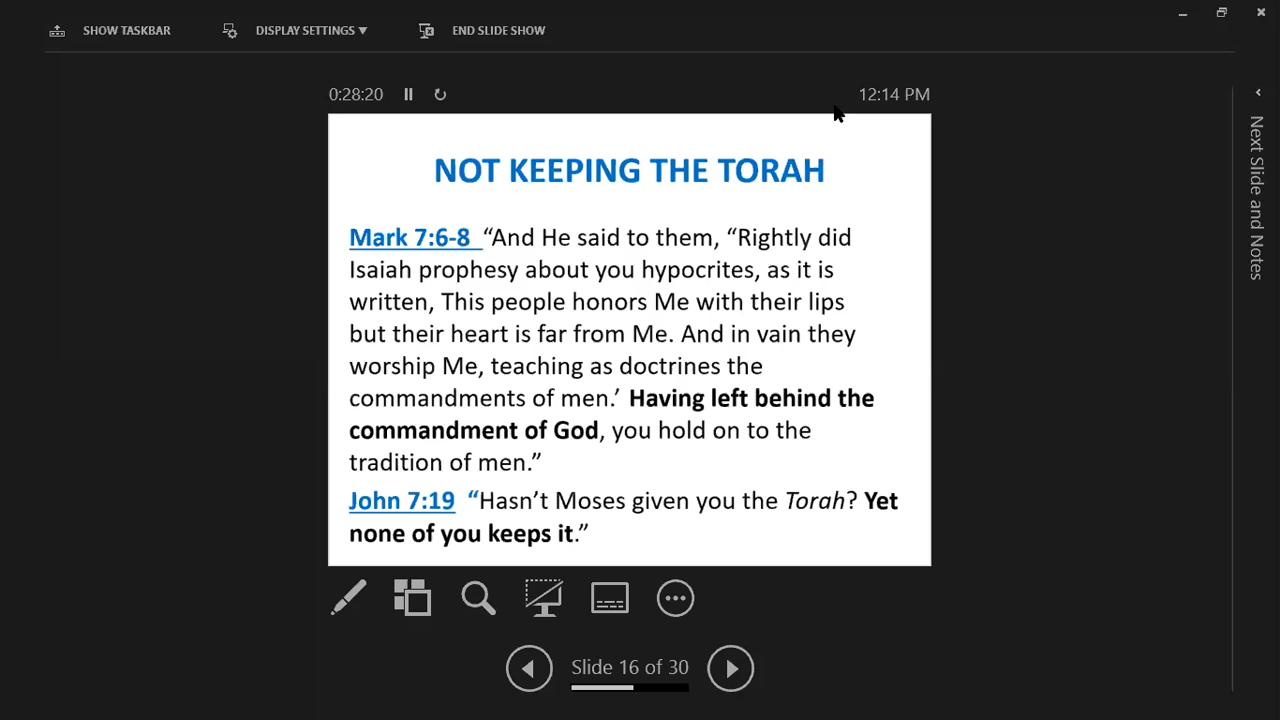 SHOW TASKBAR
DISPLAY SETTINGS ▼
END SLIDE SHOW
0:28:20
12:14 PM
NOT KEEPING THE TORAH
Mark 7:6-8 “And He said to them, “Rightly did
Isaiah prophesy about you hypocrites, as it is
written, This people honors Me with their lips
but their heart is far from Me. And in vain they
worship Me, teaching as doctrines the
commandments of men.’ Having left behind the
commandment of God, you hold on to the
tradition of men.”
John 7:19 “Hasn’t Moses given you the Torah? Yet
none of you keeps it.”
Slide 16 of 30
Next Slide and Notes